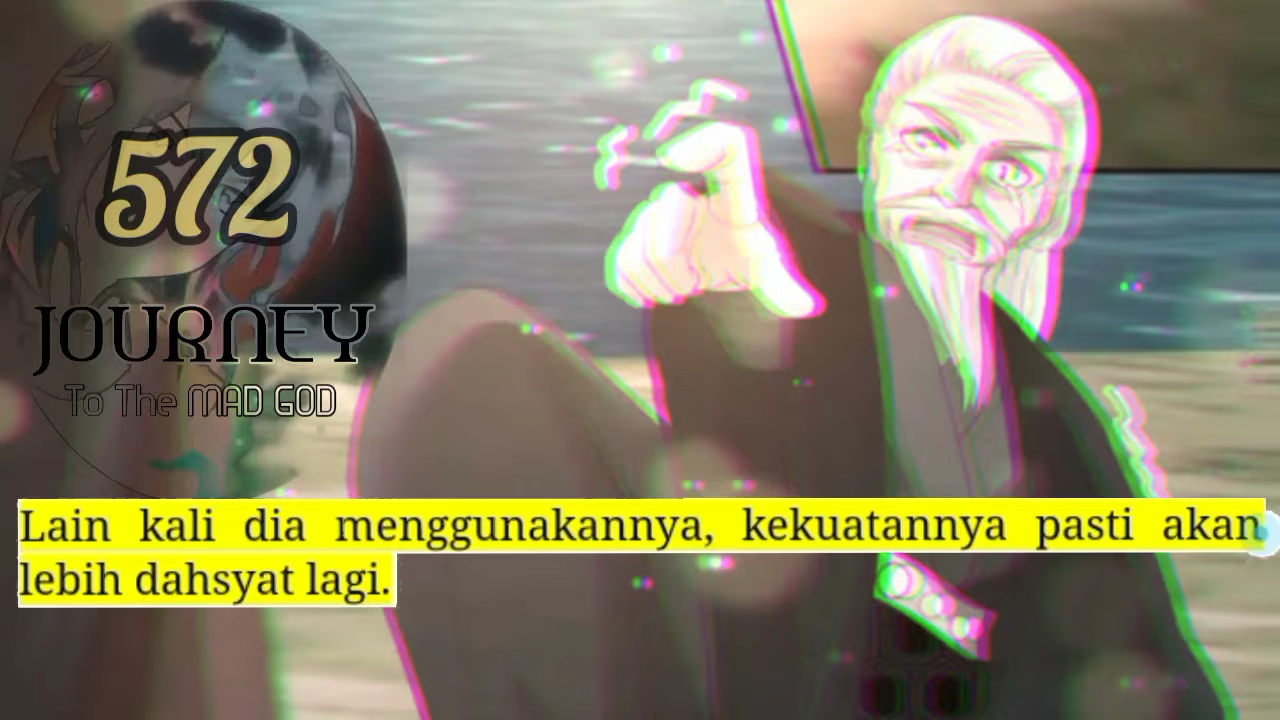 572
JOURNEY
To The MAD GOD
Lain kali dia menggunakannya, kekuatannya pasti akan
lebih dahsyat lagi.